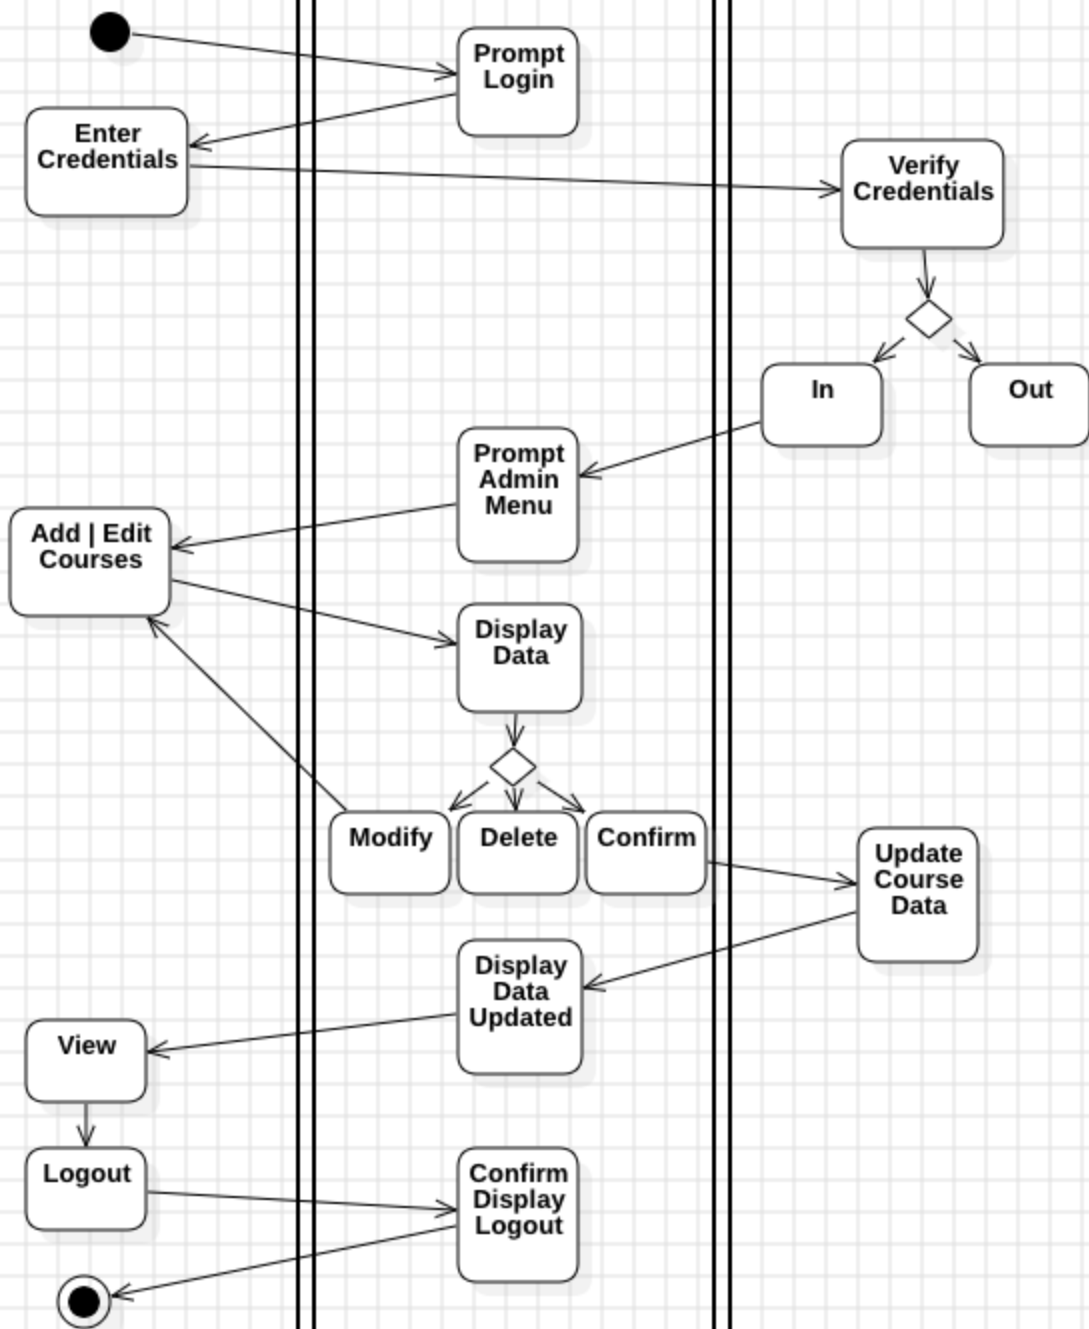 Prompt
Login
Enter
Credentials
Verify
Credentials
In
Out
Prompt
Admin
Menu
Add | Edit
Courses
Display
Data
Modify
Delete
Confirm
Update
Course
Data
Display
Data
Updated
View
Logout
Confirm
Display
Logout